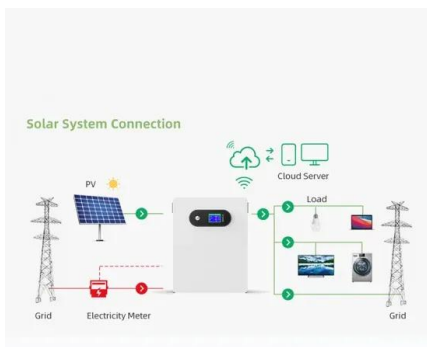 Solar System Connection
Cloud Server
PV
Load
Grid
Electricity Meter
Grid